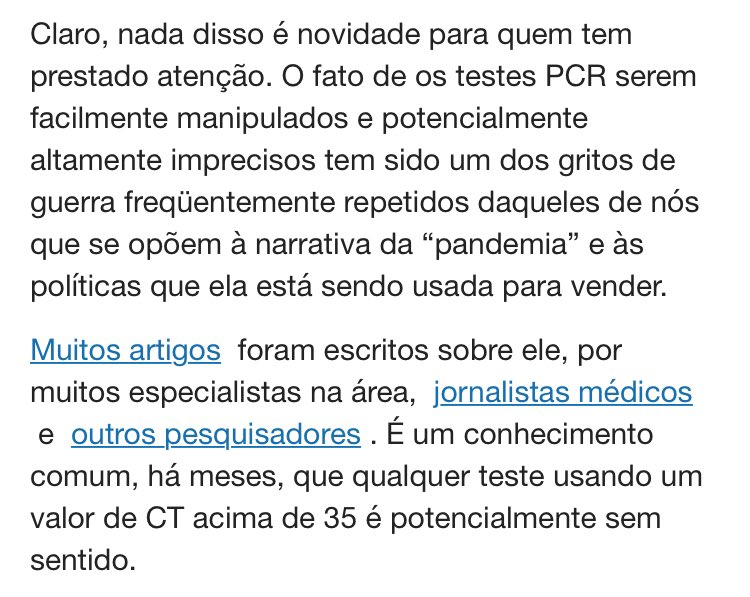 Claro, nada disso é novidade para quem tem
prestado atenção. O fato de os testes PCR serem
facilmente manipulados e potencialmente
altamente imprecisos tem sido um dos gritos de
guerra freqüentemente repetidos daqueles de nós
que se opõem à narrativa da “pandemia” e às
políticas que ela está sendo usada para vender.
Muitos artigos foram escritos sobre ele, por
muitos especialistas na área, jornalistas médicos
e outros pesquisadores . É um conhecimento
comum, há meses, que qualquer teste usando um
valor de CT acima de 35 é potencialmente sem
sentido.